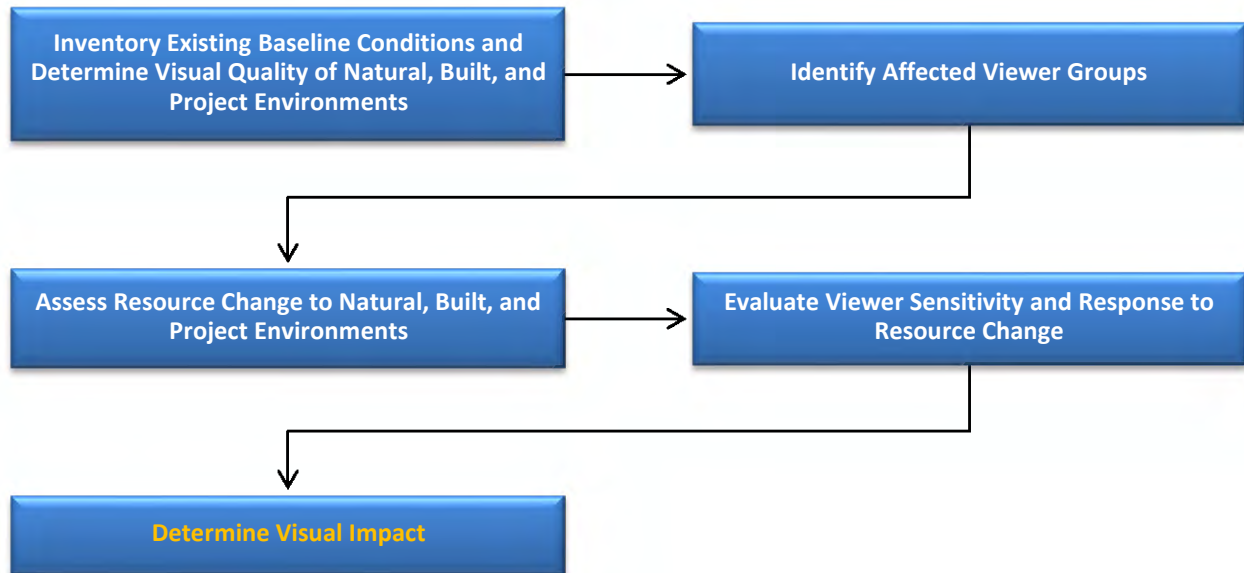 Inventory Existing Baseline Conditions and
Determine Visual Quality of Natural, Built, and
Project Environments
Identify Affected Viewer Groups
Assess Resource Change to Natural, Built, and
Project Environments
Evaluate Viewer Sensitivity and Response to
Resource Change
Determine Visual Impact